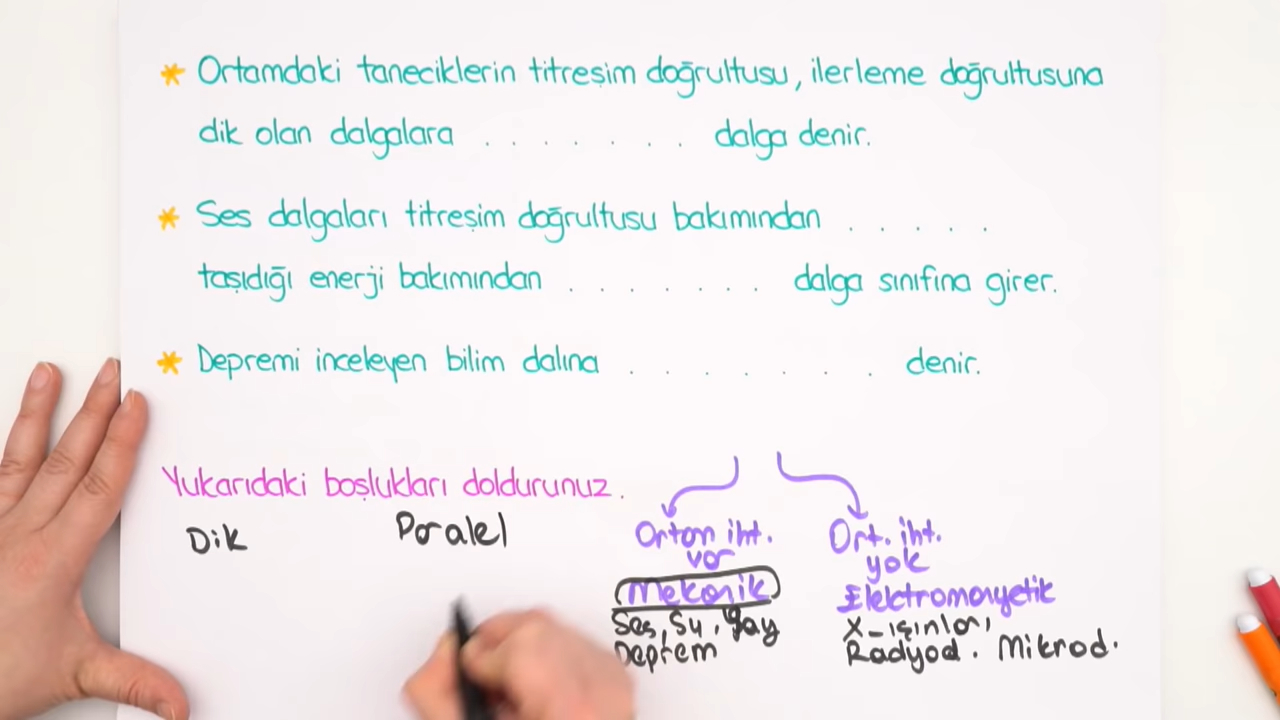 Ortamdaki taneciklerin titreşim doğrultusu, ilerleme doğrultusuna
dik olan dalgalara . . . . . . . dalga denir.
Ses dalgaları titreşim doğrultusu bakımından . . . . .
taşıdığı enerji bakımından . . . . . . . dalga sınıfına girer.
Depremi inceleyen bilim dalına . . . . . . . denir.
Yukarıdaki boşlukları doldurunuz.
Dik
Paralel
Ortam iht.
var
Mekanik
Ses, Su, Yay
Deprem
Ort. iht.
yok
Elektromanyetik
X-ışınları
Radyod. Mikrod.